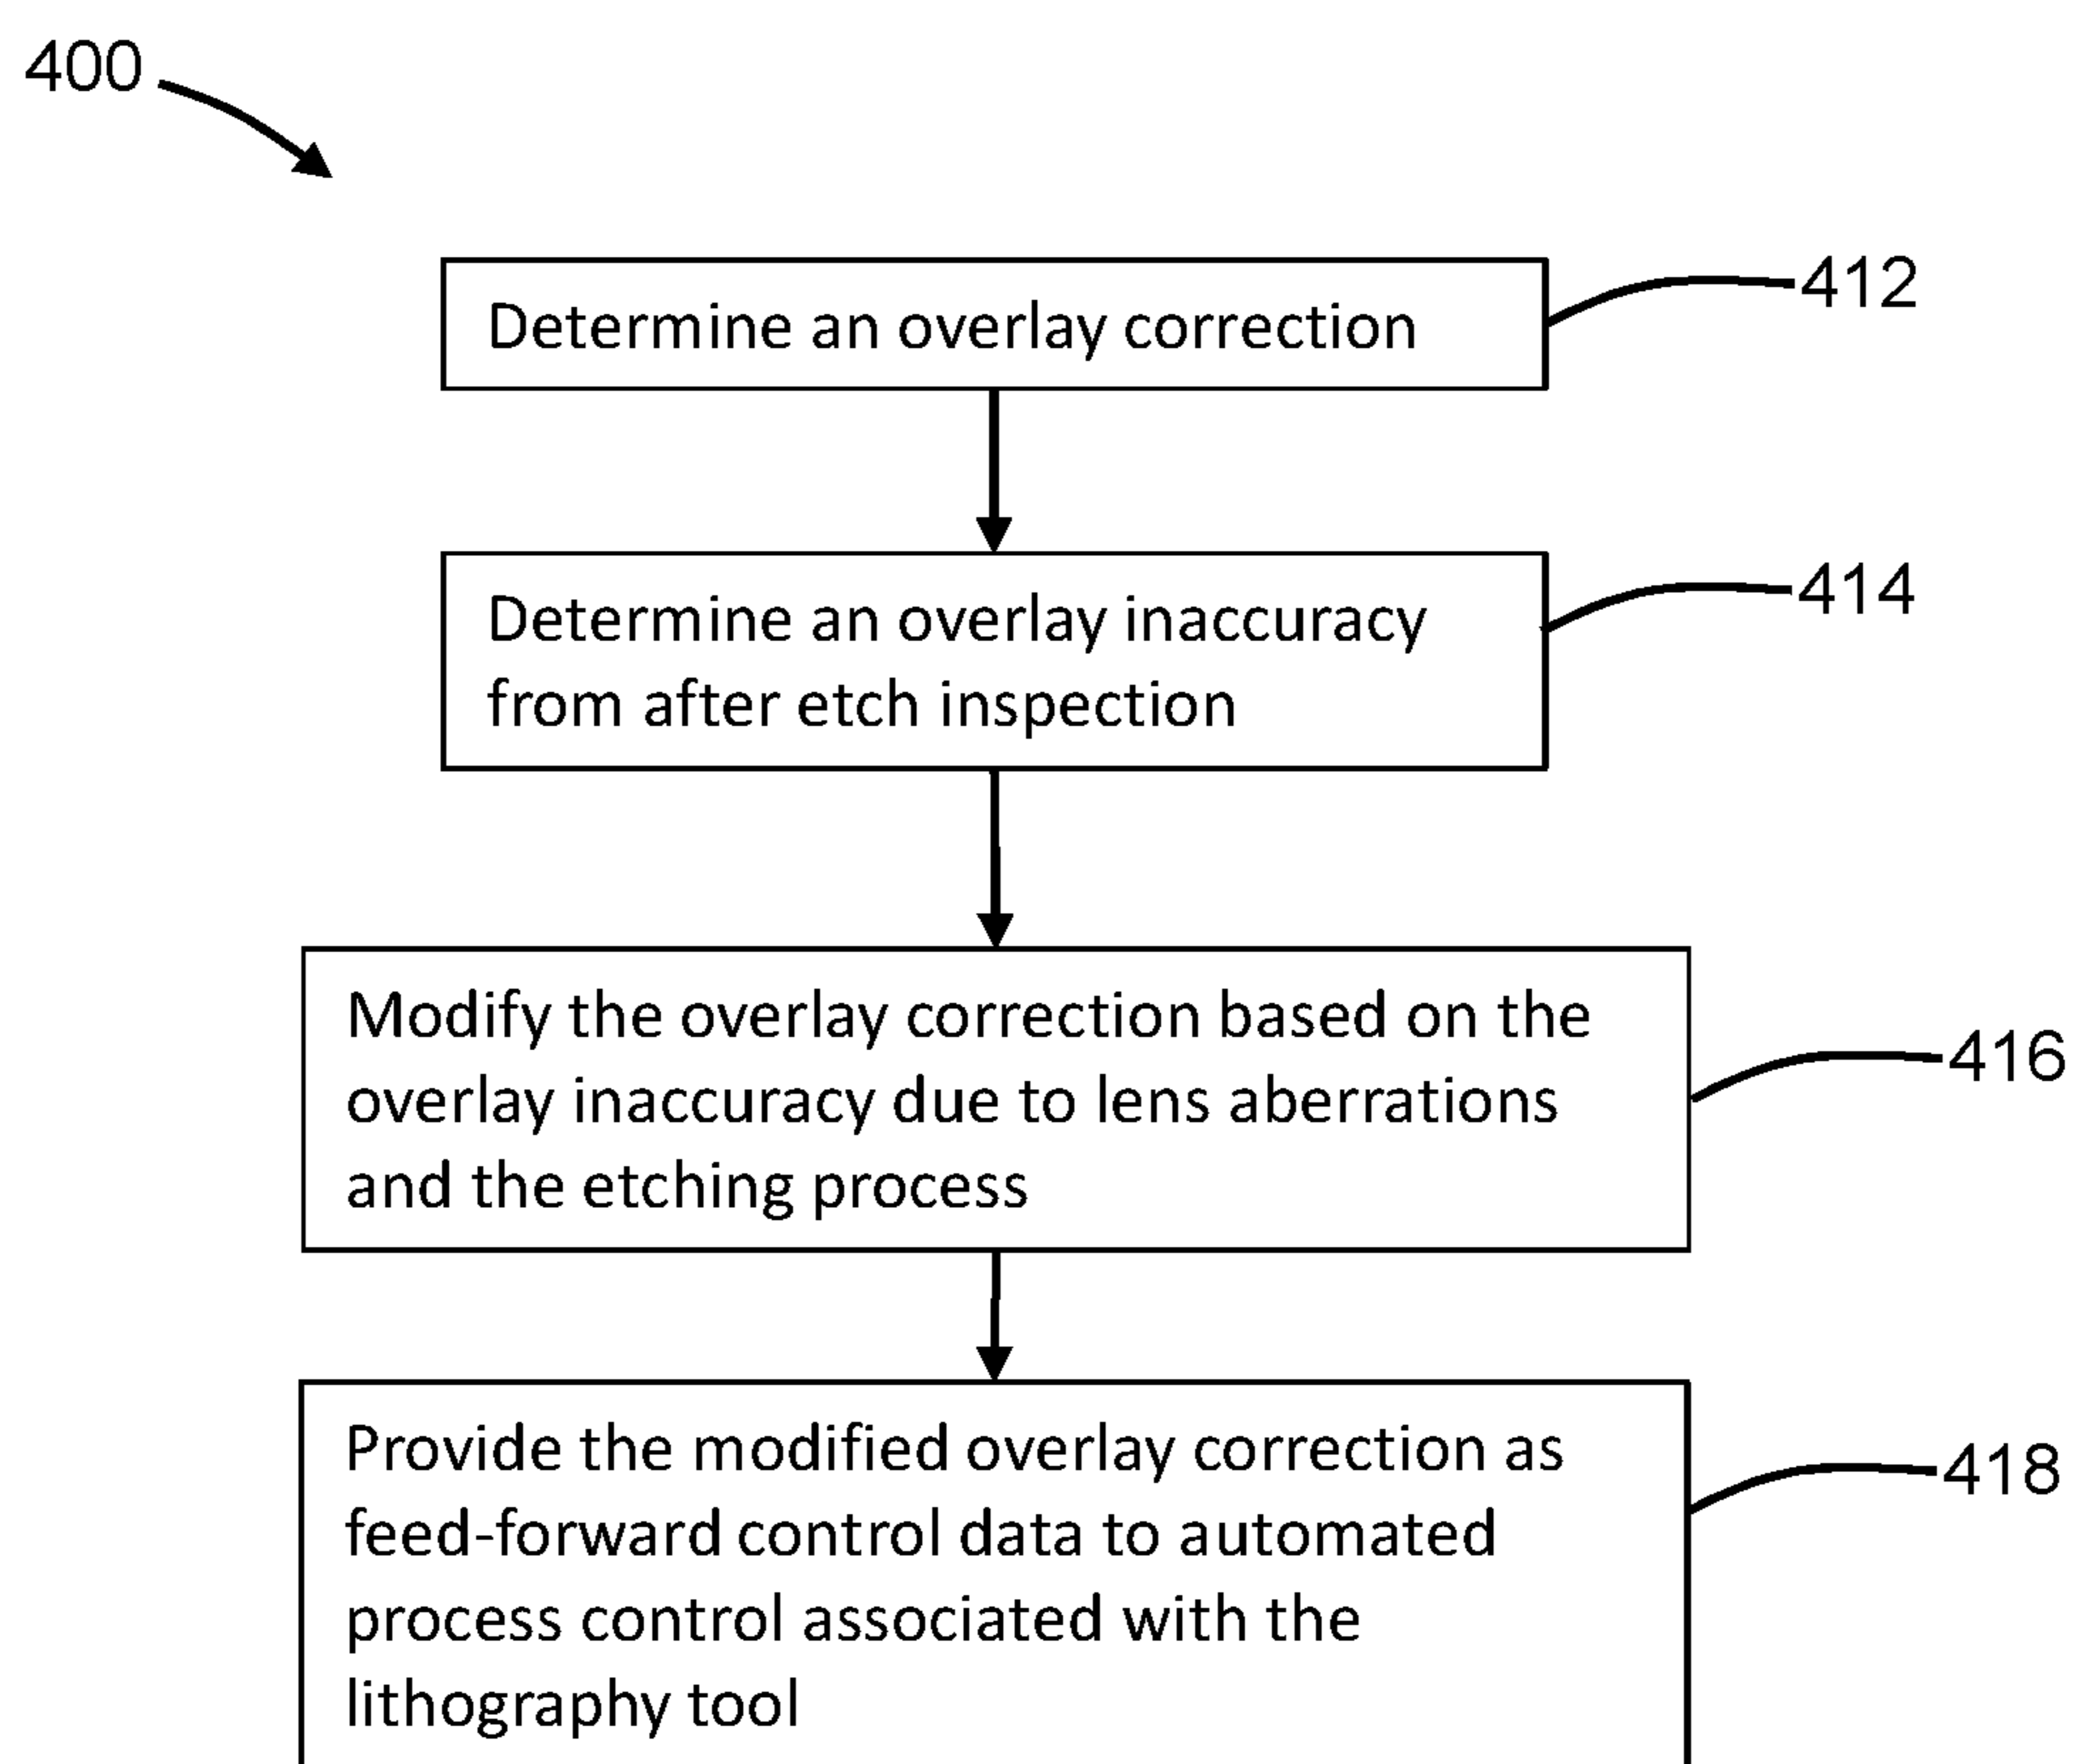 400
Determine an overlay correction
412
Determine an overlay inaccuracy
from after etch inspection
414
Modify the overlay correction based on the
overlay inaccuracy due to lens aberrations
and the etching process
416
Provide the modified overlay correction as
feed-forward control data to automated
process control associated with the
lithography tool
418